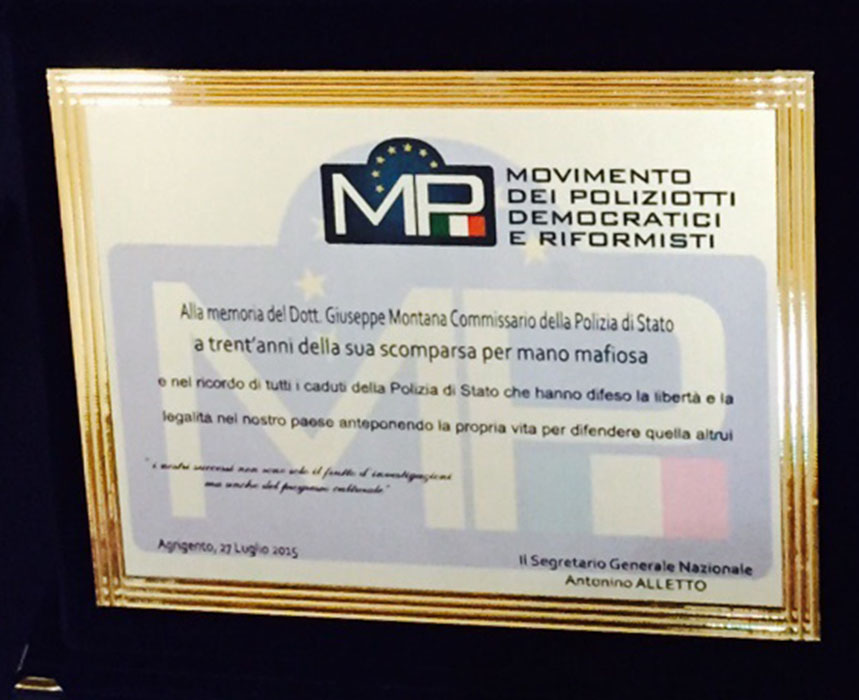 MP
MOVIMENTO
DEI POLIZIOTTI
DEMOCRATICI
E RIFORMISTI
Alla memoria del Dott. Giuseppe Montana Commissario della Polizia di Stato
a trent'anni della sua scomparsa per mano mafiosa
e nel ricordo di tutti i caduti della Polizia di Stato che hanno difeso la libertà e la
legalità nel nostro paese anteponendo la propria vita per difendere quella altrui
"i nostri successi non sono solo il frutto d'investigazioni
ma anche del progresso culturale"
Agrigento, 27 Luglio 2015
Il Segretario Generale Nazionale
Antonino ALLETTO